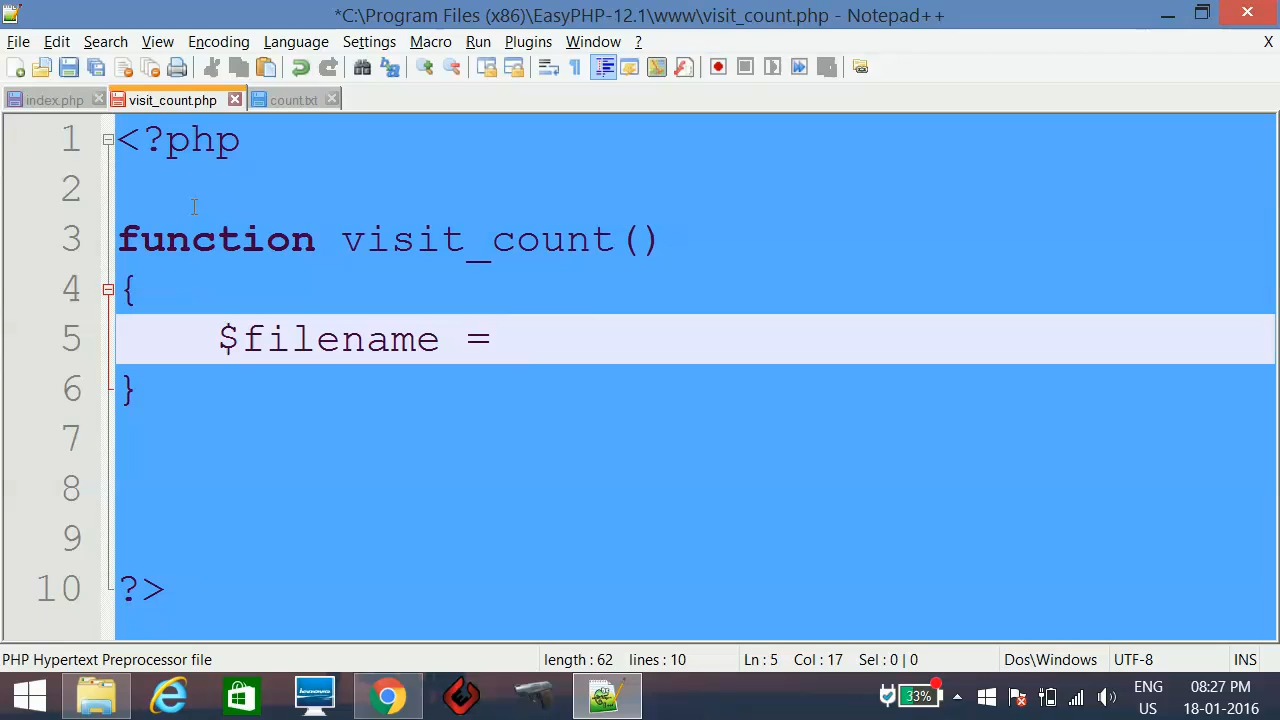 *C:\Program Files (x86)\EasyPHP-12.1\www\visit_count.php - Notepad++
File Edit Search View Encoding Language Settings Macro Run Plugins Window ? X
index.php visit_count.php count.txt
1 <?php
2
3 function visit_count()
4 {
5 $filename =
6 }
7
8
9
10 ?>
PHP Hypertext Preprocessor file length : 62 lines : 10 Ln : 5 Col : 17 Sel : 0 | 0 Dos\Windows UTF-8 INS
33% ENG 08:27 PM
US 18-01-2016